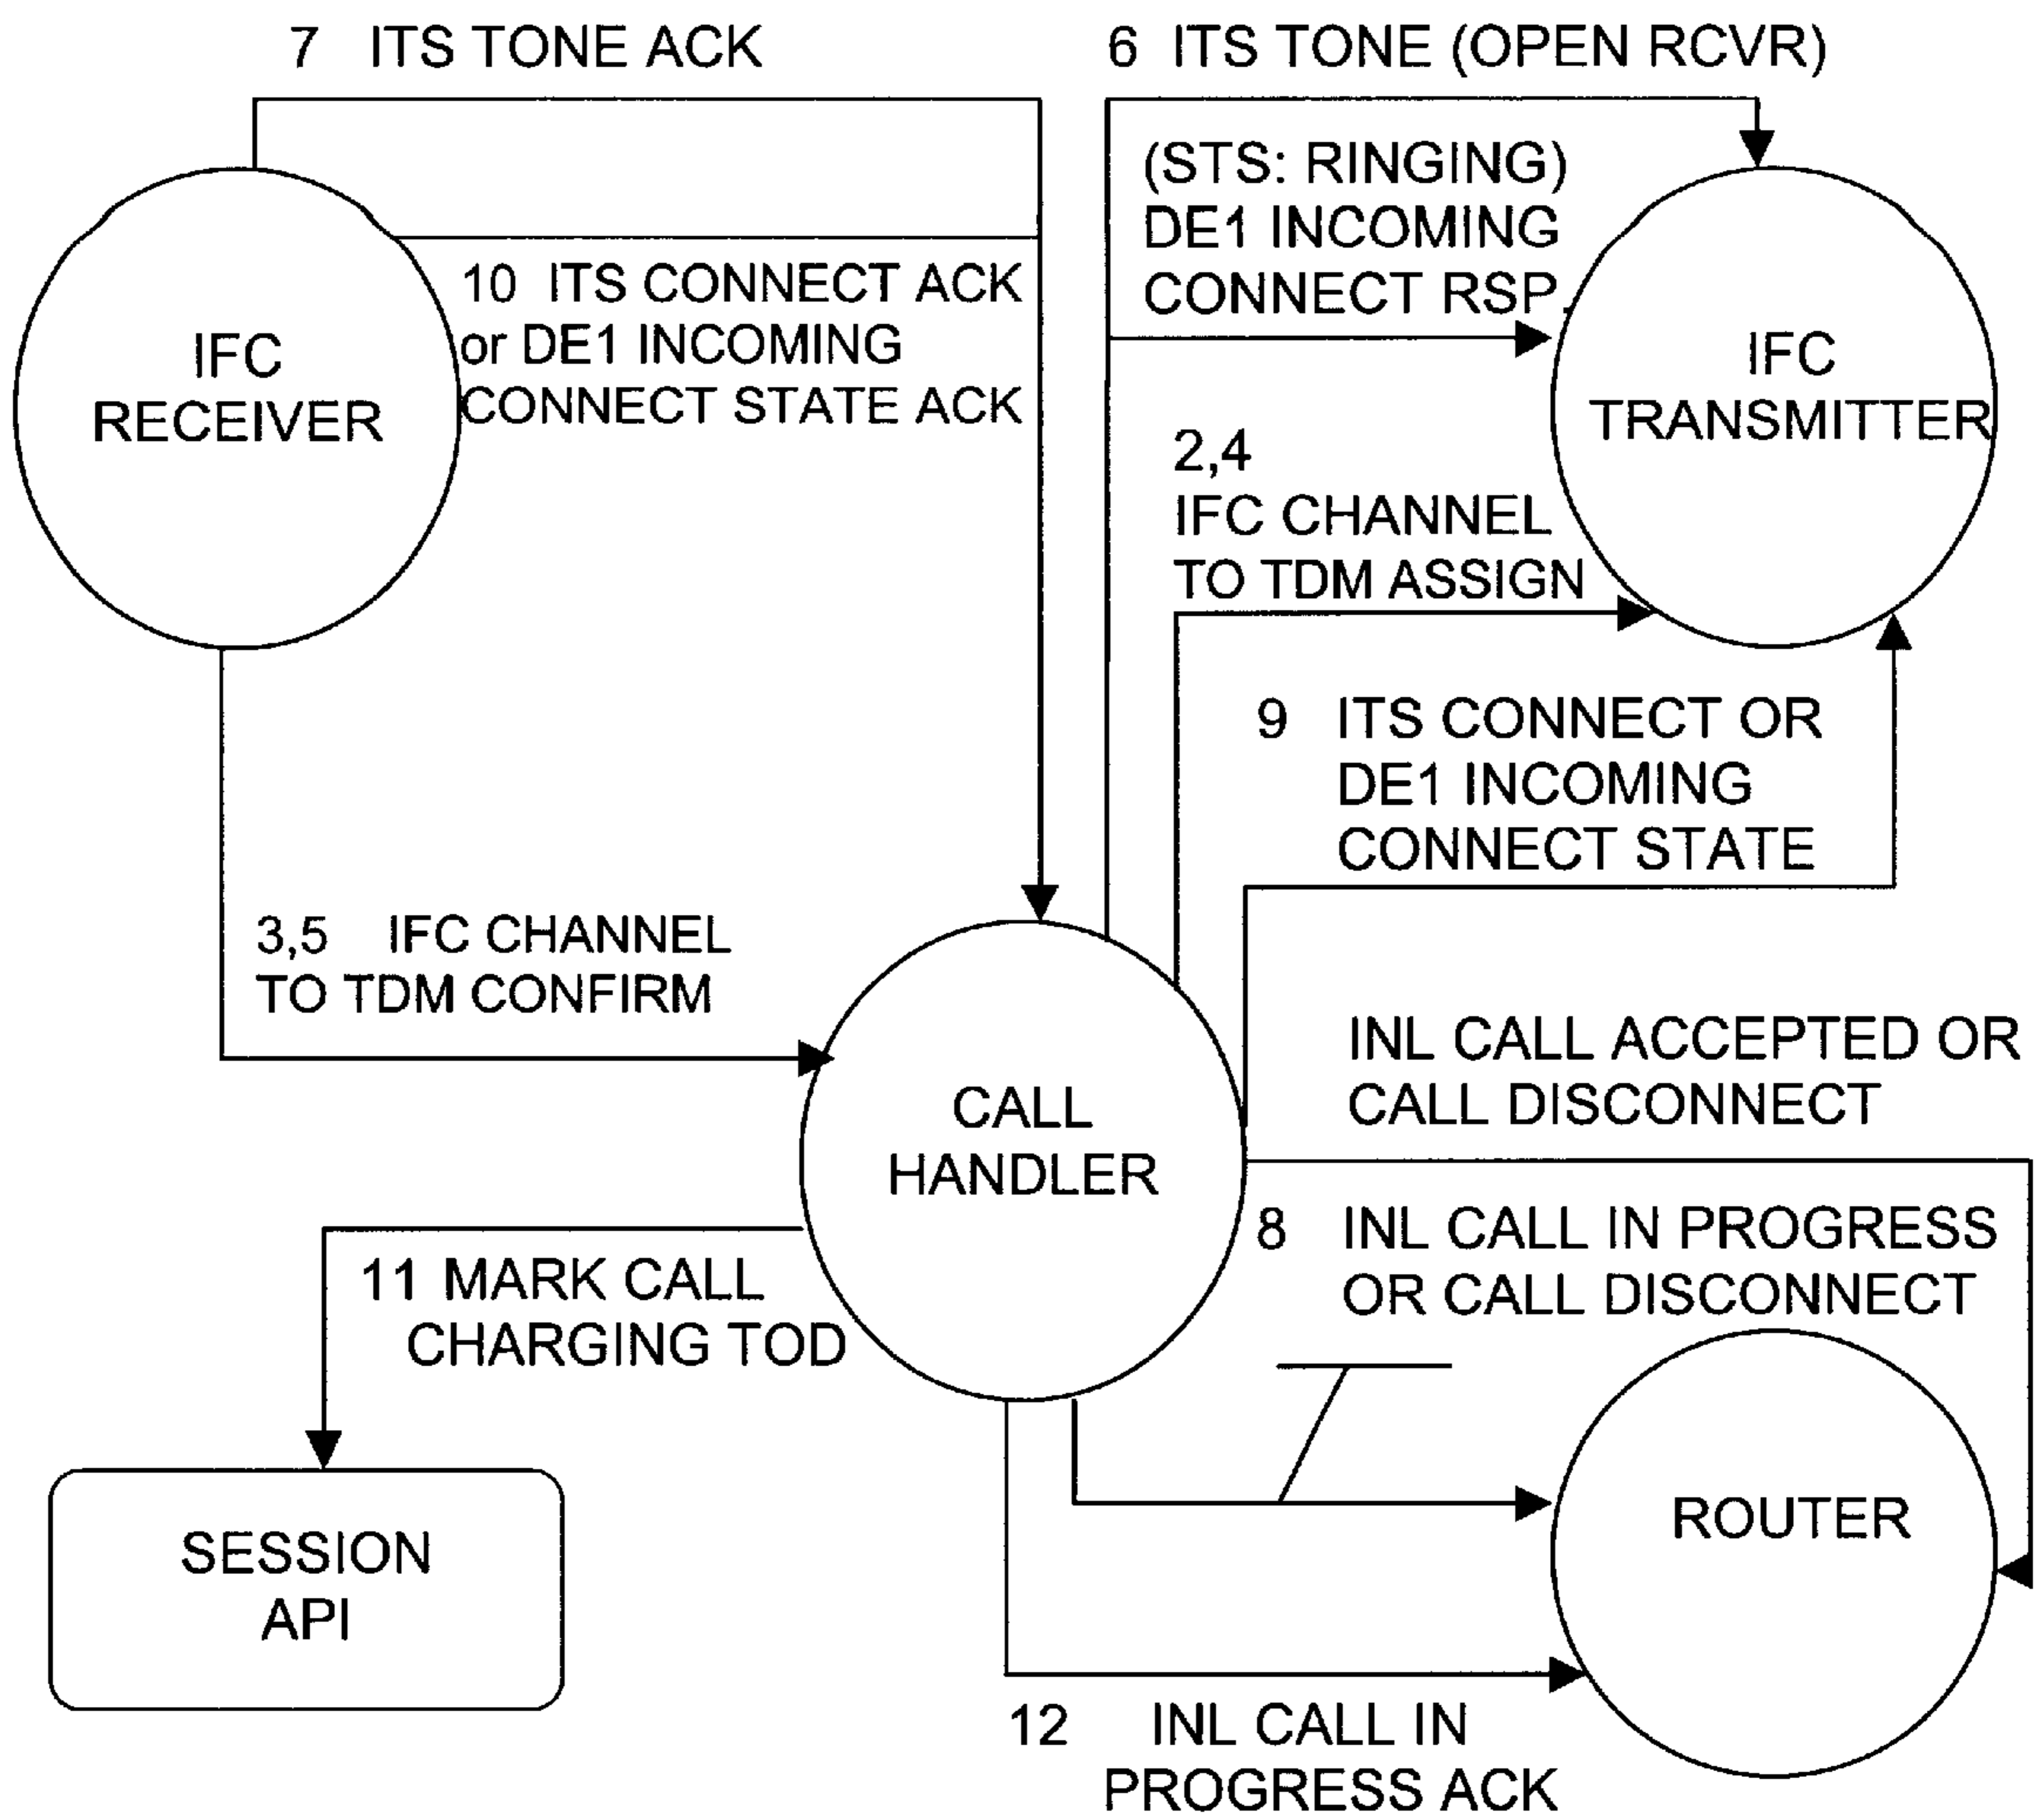 7 ITS TONE ACK
6 ITS TONE (OPEN RCVR)
(STS: RINGING)
DE1 INCOMING
CONNECT RSP.
10 ITS CONNECT ACK
or DE1 INCOMING
CONNECT STATE ACK
IFC
RECEIVER
IFC
TRANSMITTER
2,4
IFC CHANNEL
TO TDM ASSIGN
9 ITS CONNECT OR
DE1 INCOMING
CONNECT STATE
3,5 IFC CHANNEL
TO TDM CONFIRM
INL CALL ACCEPTED OR
CALL DISCONNECT
CALL
HANDLER
8 INL CALL IN PROGRESS
OR CALL DISCONNECT
11 MARK CALL
CHARGING TOD
SESSION
API
ROUTER
12 INL CALL IN
PROGRESS ACK